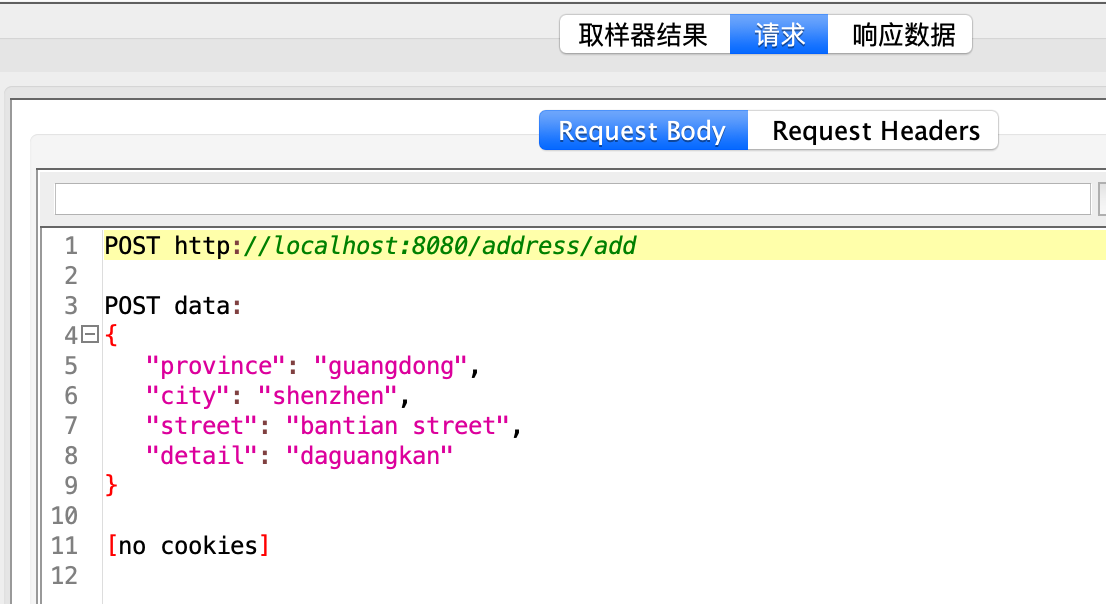 取样器结果 请求 响应数据
Request Body Request Headers
1 POST http://localhost:8080/address/add
2
3 POST data:
4 {
5 "province": "guangdong",
6 "city": "shenzhen",
7 "street": "bantian street",
8 "detail": "daguangkan"
9 }
10
11 [no cookies]
12